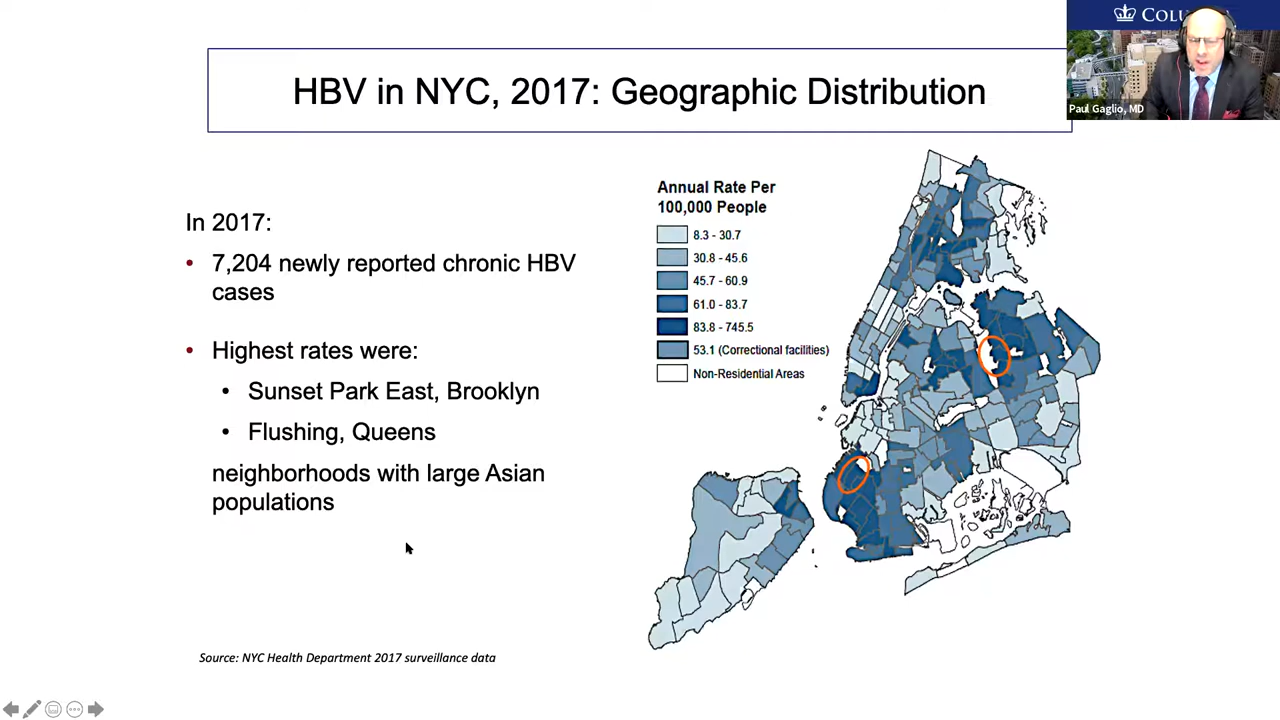 COLU
Paul Gaglio, MD
HBV in NYC, 2017: Geographic Distribution
In 2017:
• 7,204 newly reported chronic HBV
cases
• Highest rates were:
• Sunset Park East, Brooklyn
• Flushing, Queens
neighborhoods with large Asian
populations
Annual Rate Per
100,000 People
8.3 - 30.7
30.8 - 45.6
45.7 - 60.9
61.0 - 83.7
83.8 - 745.5
53.1 (Correctional facilities)
Non-Residential Areas
Source: NYC Health Department 2017 surveillance data